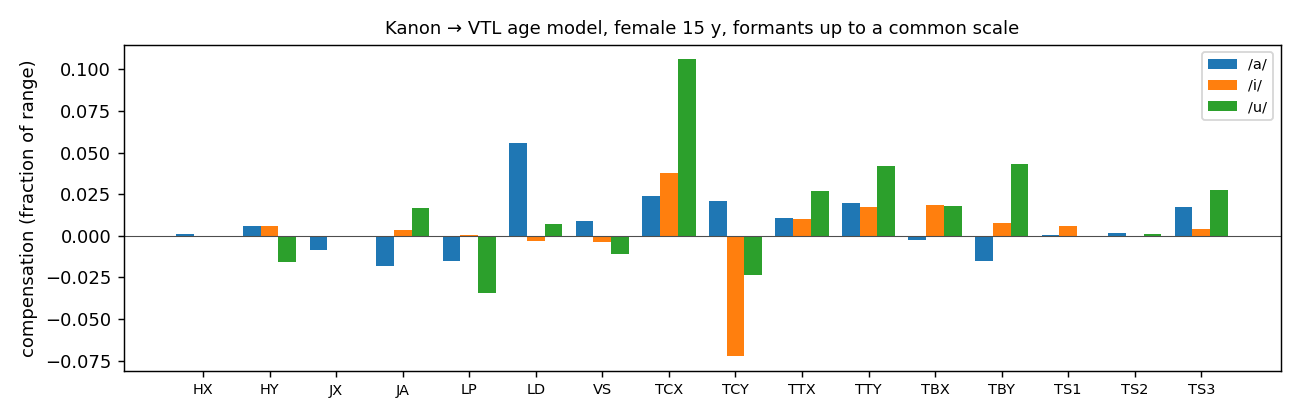 Kanon → VTL age model, female 15 y, formants up to a common scale
compensation (fraction of range)
0.100
0.075
0.050
0.025
0.000
−0.025
−0.050
−0.075
/a/
/i/
/u/
HX HY JX JA LP LD VS TCX TCY TTX TTY TBX TBY TS1 TS2 TS3